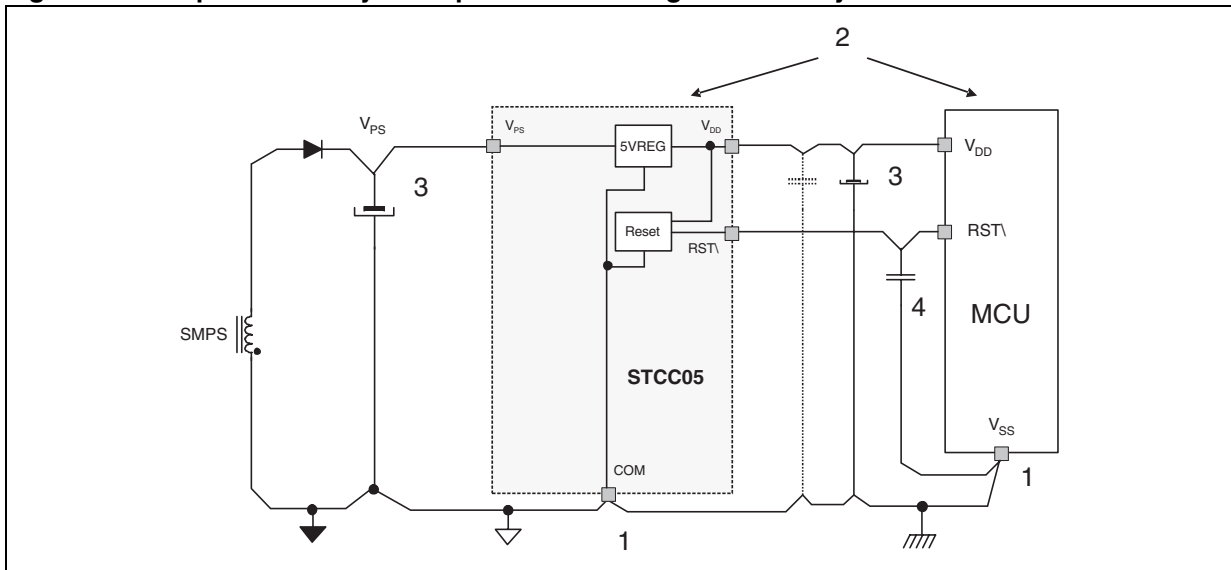 2
V_PS
V_PS
V_DD
5VREG
V_DD
3
3
Reset
RST\
RST\
4
MCU
SMPS
STCC05
V_SS
COM
1
1